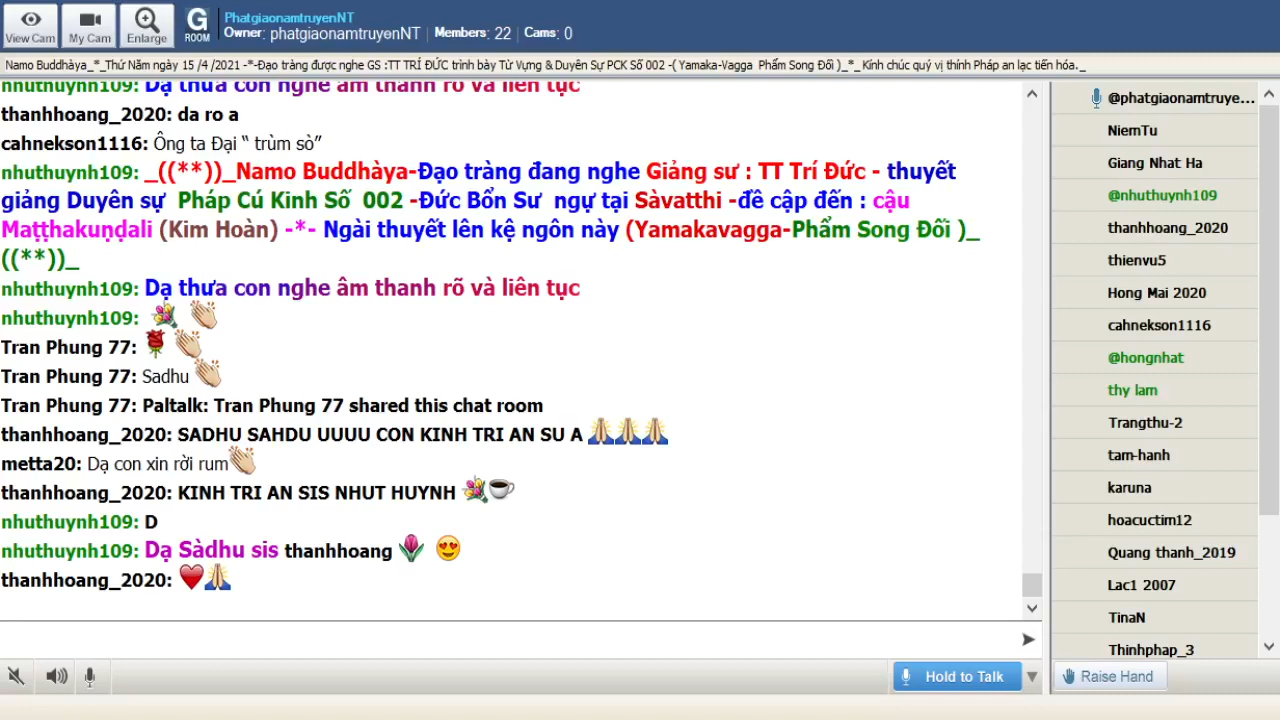 View Cam
My Cam
Enlarge
G
ROOM
PhatgiaonamtruyenNT
Owner: phatgiaonamtruyenNT | Members: 22 | Cams: 0
Namo Buddhàya_*_Thứ Năm ngày 15 /4 /2021 -*-Đạo tràng được nghe GS :TT TRÍ ĐỨC trình bày Từ Vựng & Duyên Sự PCK Số 002 -( Yamaka-Vagga Phẩm Song Đối )_*_ Kính chúc quý vị thính Pháp an lạc tiến hóa._
nhuthuynh109: Dạ thưa con nghe âm thanh rõ và liên tục
thanhhoang_2020: da ro a
cahnekson1116: Ông ta Đại “ trùm sò”
nhuthuynh109: _((**))_Namo Buddhàya-Đạo tràng đang nghe Giảng sư : TT Trí Đức - thuyết
giảng Duyên sự Pháp Cú Kinh Số 002 -Đức Bổn Sư ngự tại Sàvatthi -đề cập đến : cậu
Maṭṭhakuṇḍali (Kim Hoàn) -*- Ngài thuyết lên kệ ngôn này (Yamakavagga-Phẩm Song Đối )_
((**))_
nhuthuynh109: Dạ thưa con nghe âm thanh rõ và liên tục
nhuthuynh109: 💐 👏
Tran Phung 77: 🌹 👏
Tran Phung 77: Sadhu 👏
Tran Phung 77: Paltalk: Tran Phung 77 shared this chat room
thanhhoang_2020: SADHU SAHDU UUUU CON KINH TRI AN SU A 🙏🙏🙏
metta20: Dạ con xin rời rum👏
thanhhoang_2020: KINH TRI AN SIS NHUT HUYNH 💐☕
nhuthuynh109: D
nhuthuynh109: Dạ Sàdhu sis thanhhoang 🌷 😍
thanhhoang_2020: ❤️🙏
@phatgiaonamtruye...
NiemTu
Giang Nhat Ha
@nhuthuynh109
thanhhoang_2020
thienvu5
Hong Mai 2020
cahnekson1116
@hongnhat
thy lam
Trangthu-2
tam-hanh
karuna
hoacuctim12
Quang thanh_2019
Lac1 2007
TinaN
Thinhphap_3
Hold to Talk
Raise Hand